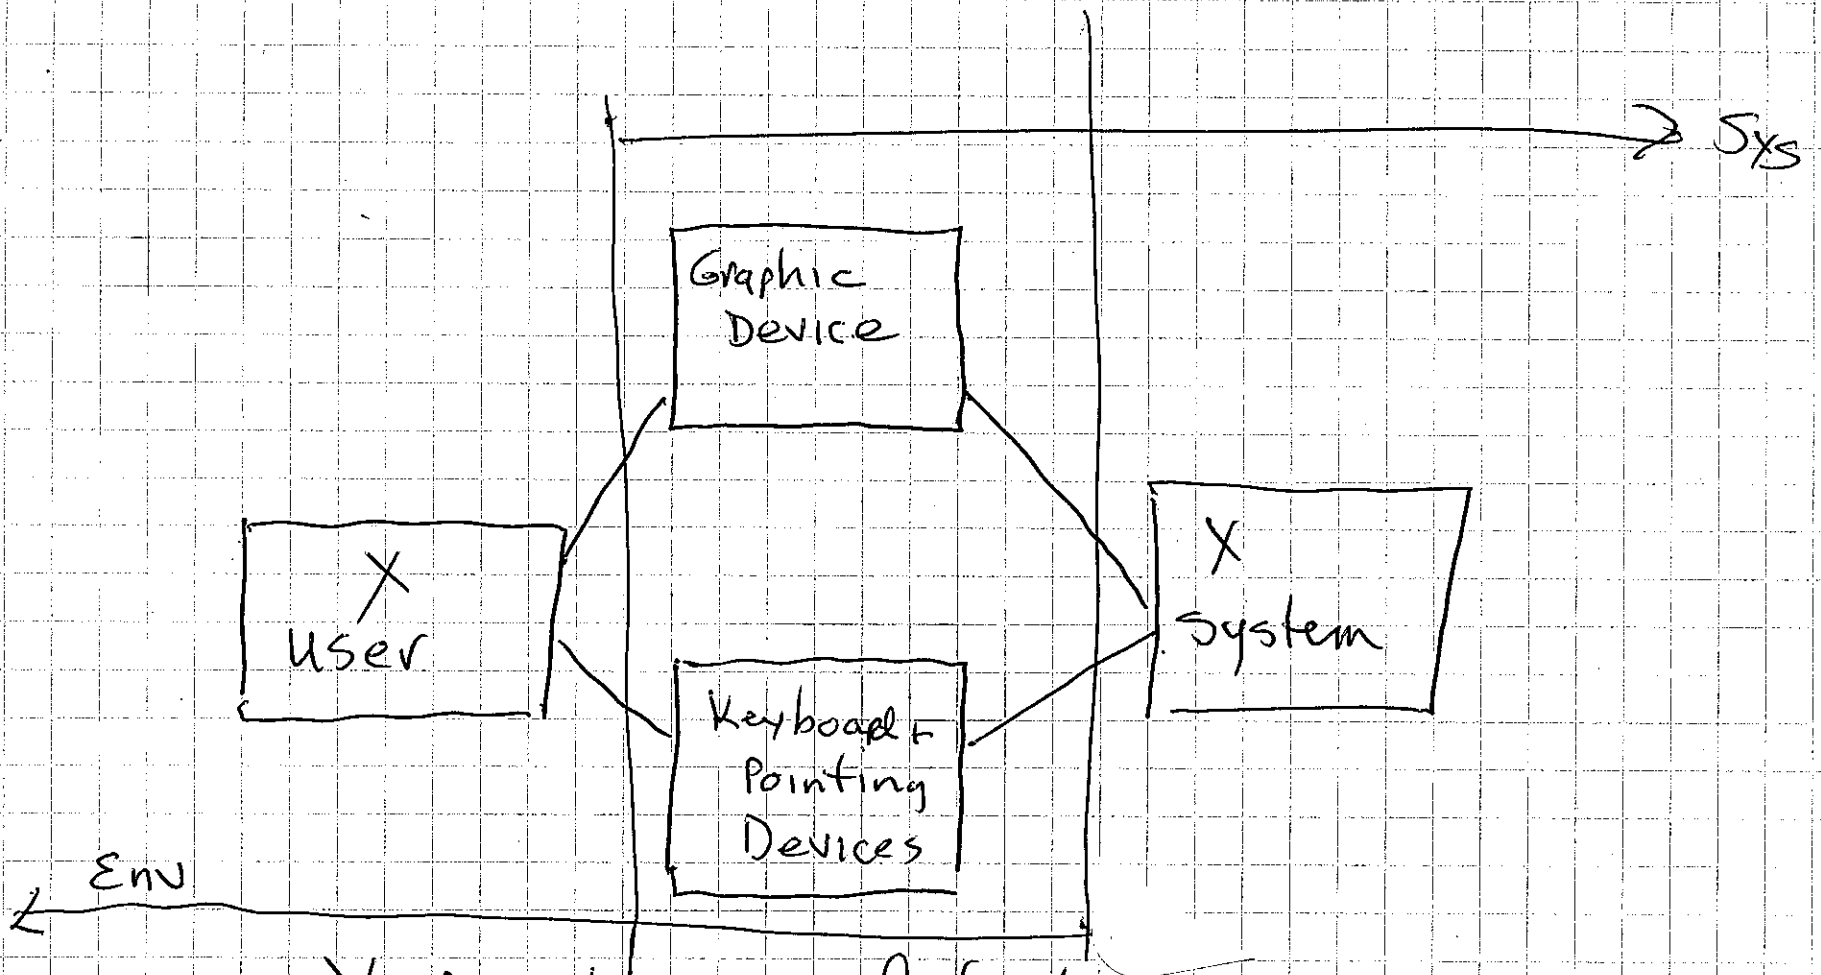 Sys
Graphic
Device
X
User
X
System
Keyboard +
Pointing
Devices
Env